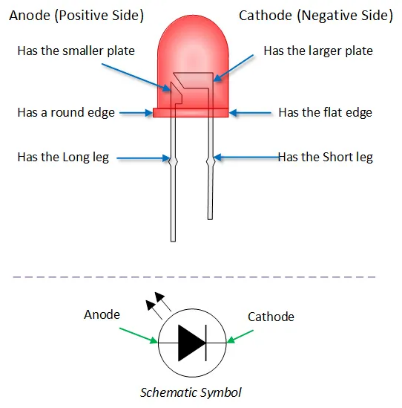 Anode (Positive Side)
Cathode (Negative Side)
Has the smaller plate
Has the larger plate
Has a round edge
Has the flat edge
Has the Long leg
Has the Short leg
Anode
Cathode
Schematic Symbol